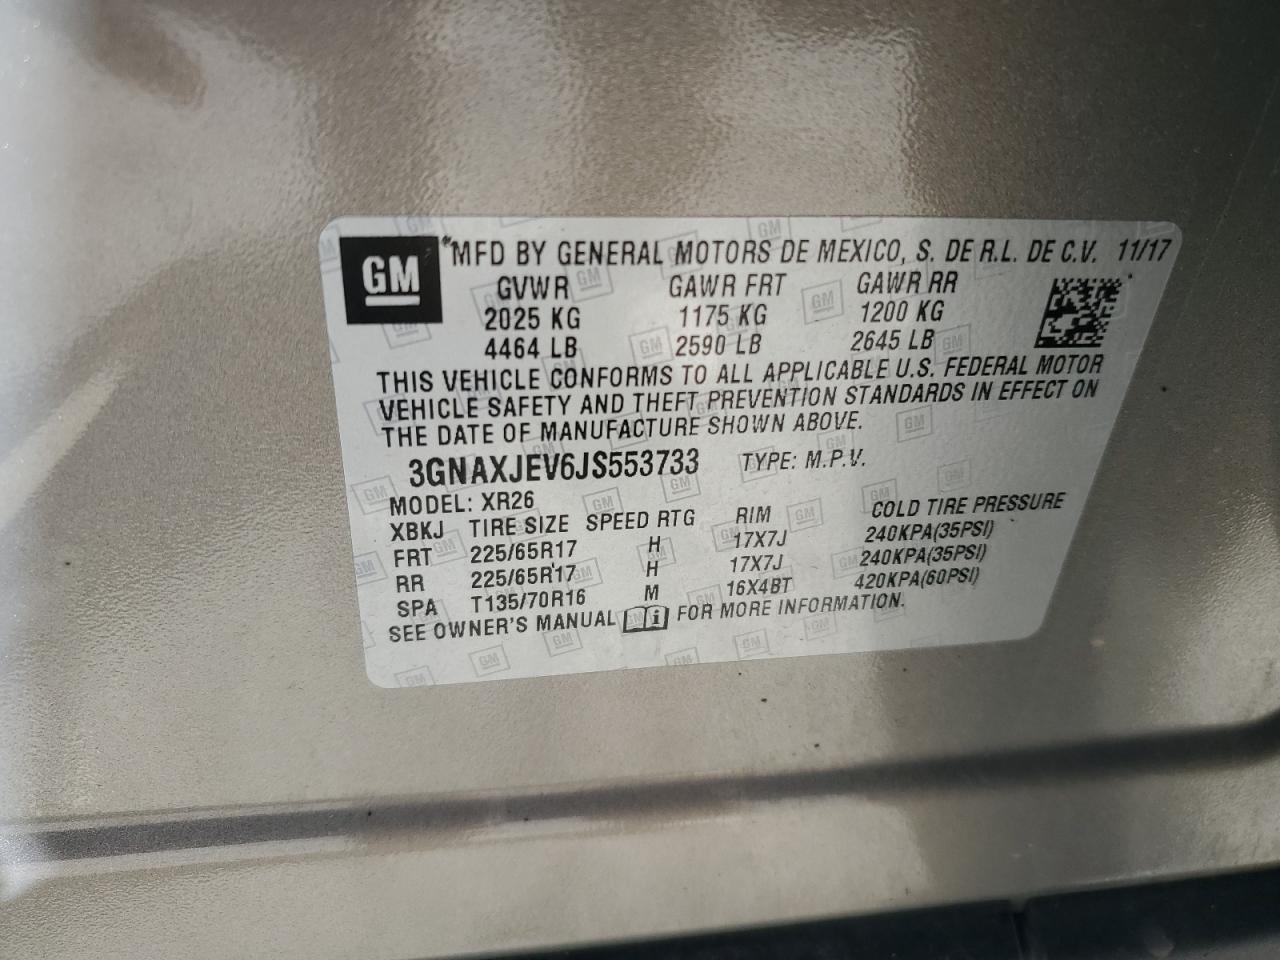 GM *MFD BY GENERAL MOTORS DE MEXICO, S. DE R.L. DE C.V. 11/17
GVWR GAWR FRT GAWR RR
2025 KG 1175 KG 1200 KG
4464 LB 2590 LB 2645 LB
THIS VEHICLE CONFORMS TO ALL APPLICABLE U.S. FEDERAL MOTOR
VEHICLE SAFETY AND THEFT PREVENTION STANDARDS IN EFFECT ON
THE DATE OF MANUFACTURE SHOWN ABOVE.
3GNAXJEV6JS553733 TYPE: M.P.V.
MODEL: XR26
XBKJ TIRE SIZE SPEED RTG RIM COLD TIRE PRESSURE
FRT 225/65R17 H 17X7J 240KPA(35PSI)
RR 225/65R17 H 17X7J 240KPA(35PSI)
SPA T135/70R16 M 16X4BT 420KPA(60PSI)
SEE OWNER'S MANUAL i FOR MORE INFORMATION.